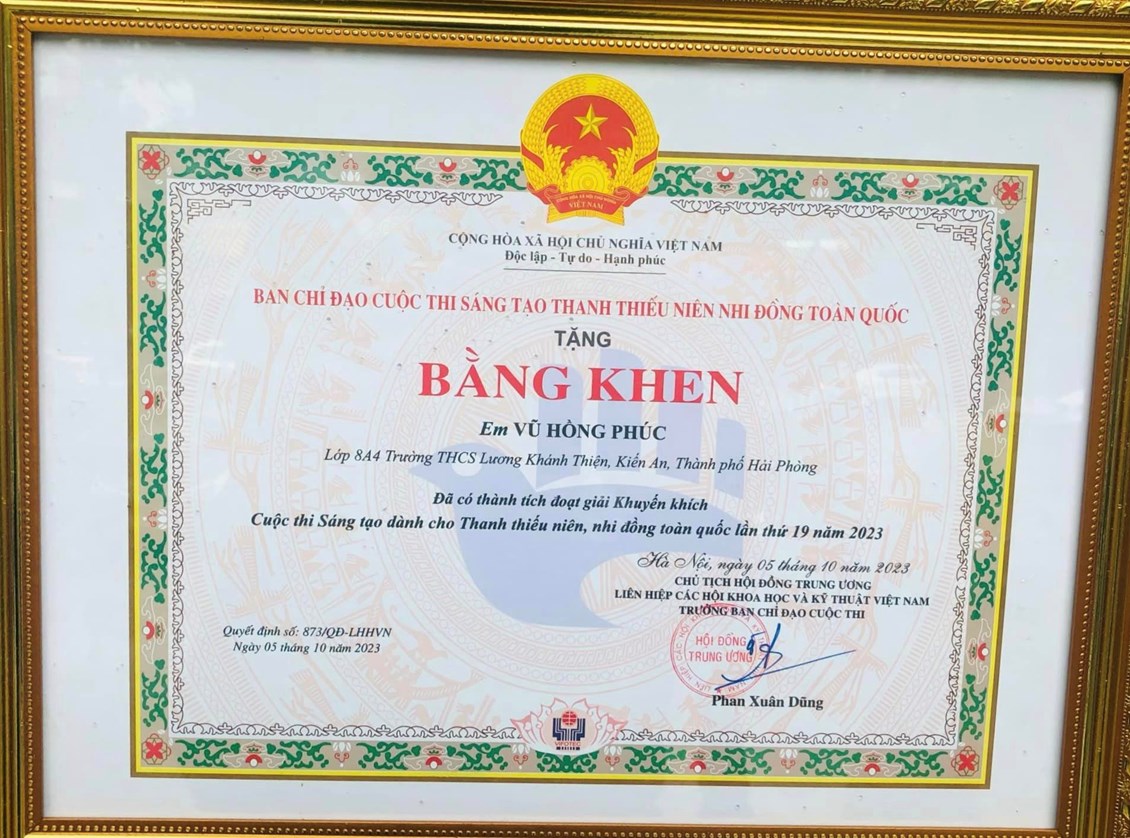 CỘNG HÒA XÃ HỘI CHỦ NGHĨA VIỆT NAM
Độc lập - Tự do - Hạnh phúc
BAN CHỈ ĐẠO CUỘC THI SÁNG TẠO THANH THIẾU NIÊN NHI ĐỒNG TOÀN QUỐC
TẶNG
BẰNG KHEN
Em VŨ HỒNG PHÚC
Lớp 8A4 Trường THCS Lương Khánh Thiện, Kiến An, Thành phố Hải Phòng
Đã có thành tích đoạt giải Khuyến khích
Cuộc thi Sáng tạo dành cho Thanh thiếu niên, nhi đồng toàn quốc lần thứ 19 năm 2023
Hà Nội, ngày 05 tháng 10 năm 2023
CHỦ TỊCH HỘI ĐỒNG TRUNG ƯƠNG
LIÊN HIỆP CÁC HỘI KHOA HỌC VÀ KỸ THUẬT VIỆT NAM
TRƯỞNG BAN CHỈ ĐẠO CUỘC THI
Quyết định số: 873/QĐ-LHHVN
Ngày 05 tháng 10 năm 2023
HỘI ĐỒNG
TRUNG ƯƠNG
Phan Xuân Dũng
VIFOTEC